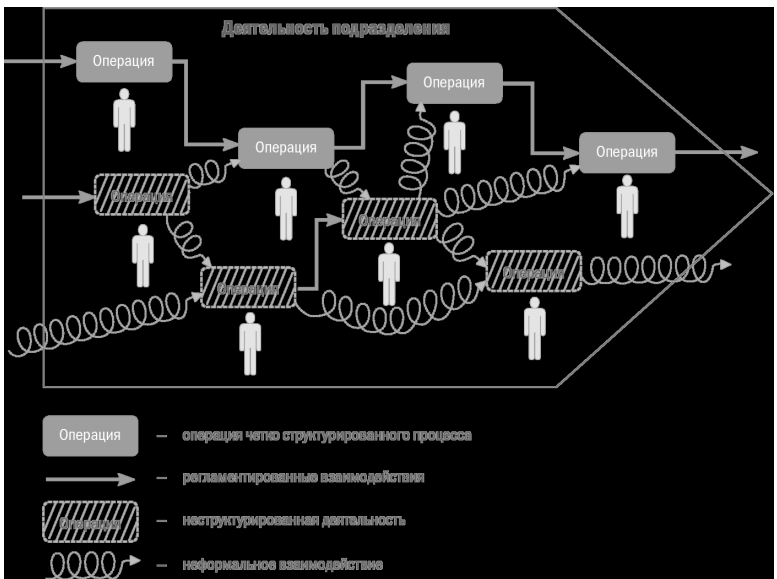 Деятельность подразделения
Операция
Операция
Операция
Операция
Операция
Операция
Операция
Операция
Операция — операция четко структурированного процесса
— регламентированные взаимодействия
Операция — неструктурированная деятельность
— неформальное взаимодействие